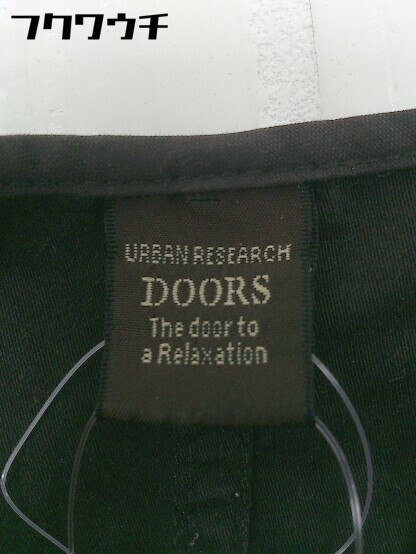 フクワウチ
URBAN RESEARCH
DOORS
The door to
a Relaxation